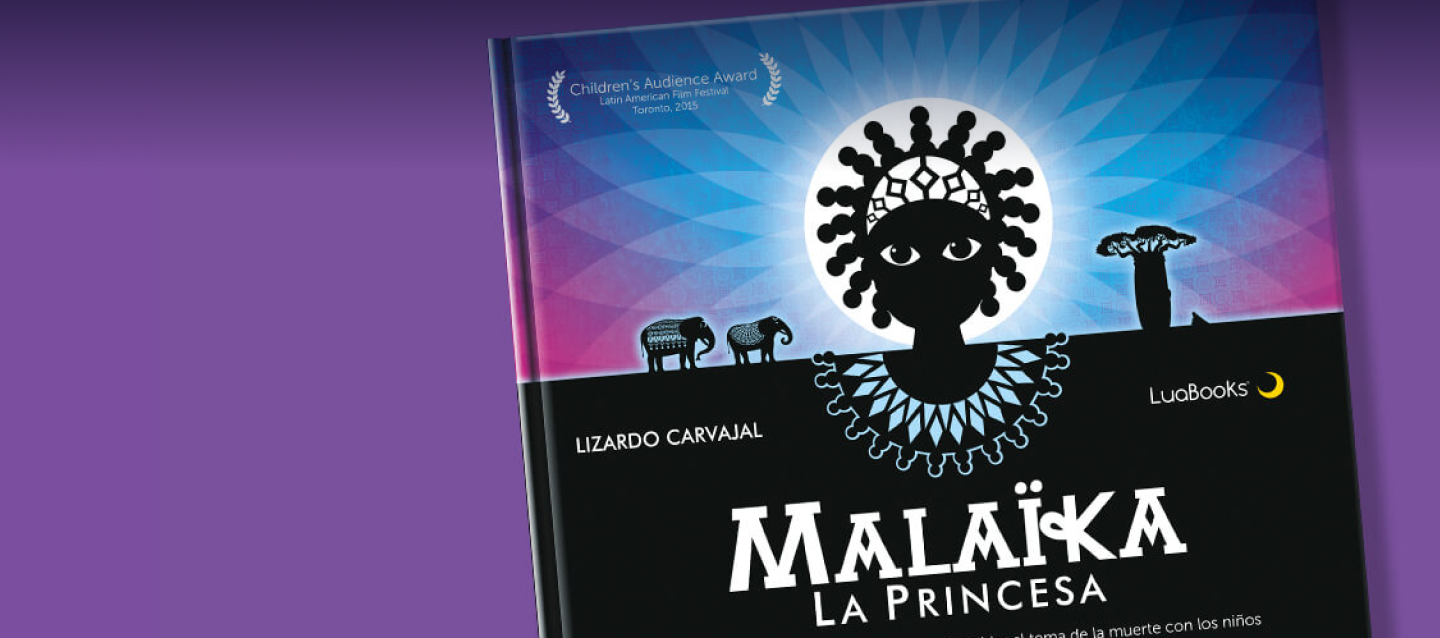 Children's Audience Award
Latin American Film Festival
Toronto, 2015
LuaBooks
LIZARDO CARVAJAL
MALAÏKA
LA PRINCESA
el tema de la muerte con los niños